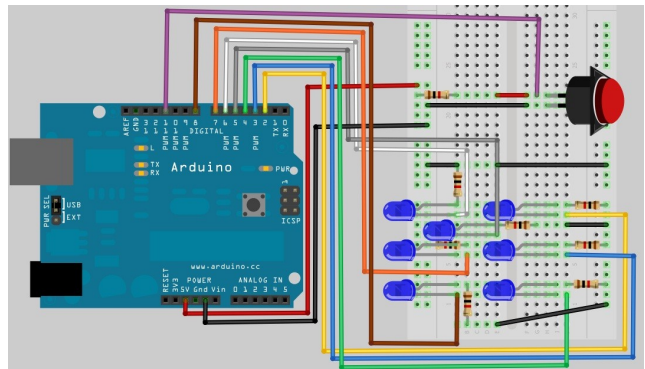 AREF
GND
13
12
11
10
9
8
7
6
5
4
3
2
1
0
DIGITAL
PWM
PWM
PWM
PWM
PWM
PWM
TX
RX
L
TX
RX
Arduino
PWR
USB
EXT
PWR SEL
ICSP
1
www.arduino.cc
POWER
ANALOG IN
RESET
3V3
5V
Gnd
Vin
0
1
2
3
4
5